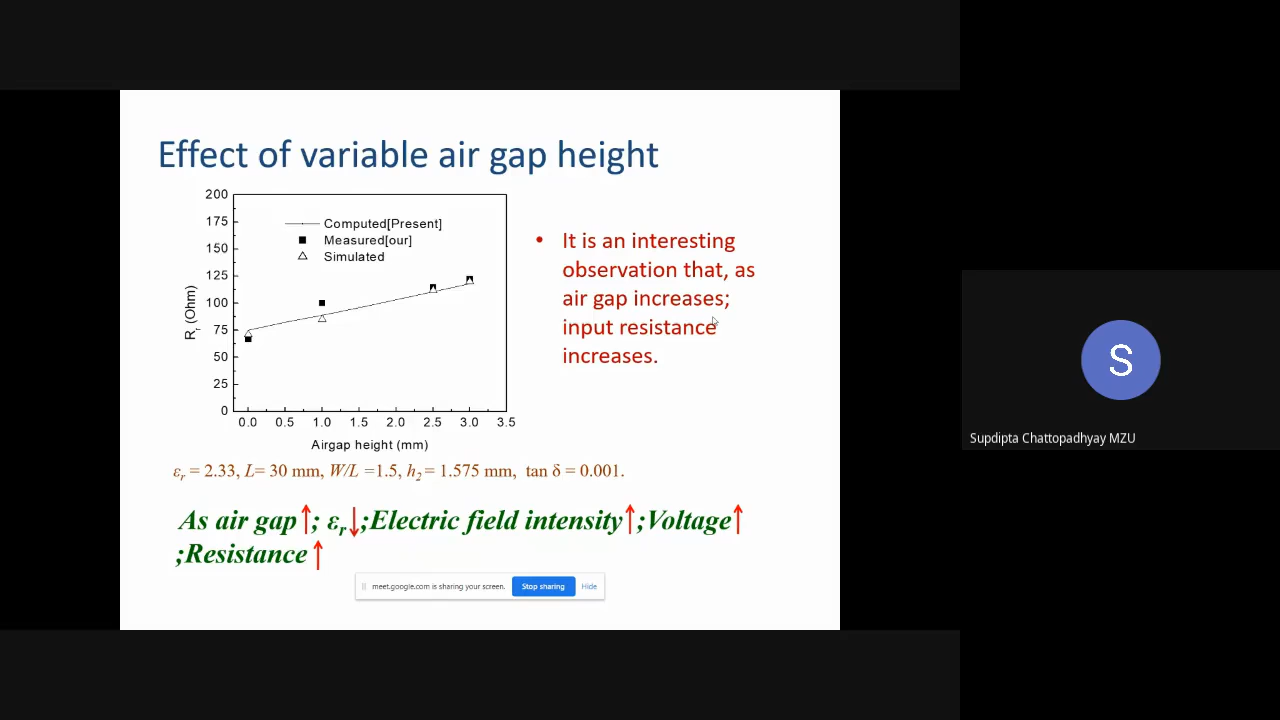 Effect of variable air gap height
200
175
150
125
100
75
50
25
0
R_r (Ohm)
Computed[Present]
Measured[our]
Simulated
0.0 0.5 1.0 1.5 2.0 2.5 3.0 3.5
Airgap height (mm)
• It is an interesting
observation that, as
air gap increases;
input resistance
increases.
ε_r = 2.33, L= 30 mm, W/L =1.5, h_2 = 1.575 mm, tan δ = 0.001.
As air gap↑; ε_r↓;Electric field intensity↑;Voltage↑
;Resistance↑
meet.google.com is sharing your screen. Stop sharing Hide
S
Supdipta Chattopadhyay MZU